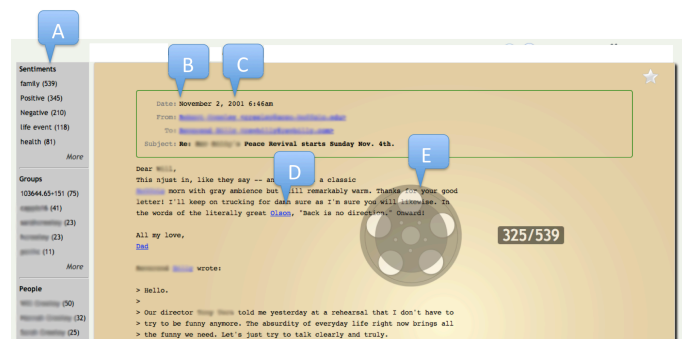 A
B
C
D
E
Sentiments
family (539)
Positive (345)
Negative (210)
life event (118)
health (81)
More
Groups
103644.65+151 (75)
(41)
(23)
(23)
(11)
More
People
(50)
(32)
(25)
Date: November 2, 2001 6:46am
From:
To:
Subject: Re: Peace Revival starts Sunday Nov. 4th.
Dear
This njust in, like they say -- a classic
morn with gray ambience but remarkably warm. Thanks for your good
letter! I'll keep on trucking for damn sure as I'm sure you will likewise. In
the words of the literally great Olson, "Back is no direction." Onward!
All my love,
Dad
wrote:
> Hello.
>
> Our director told me yesterday at a rehearsal that I don't have to
> try to be funny anymore. The absurdity of everyday life right now brings all
> the funny we need. Let's just try to talk clearly and truly.
325/539